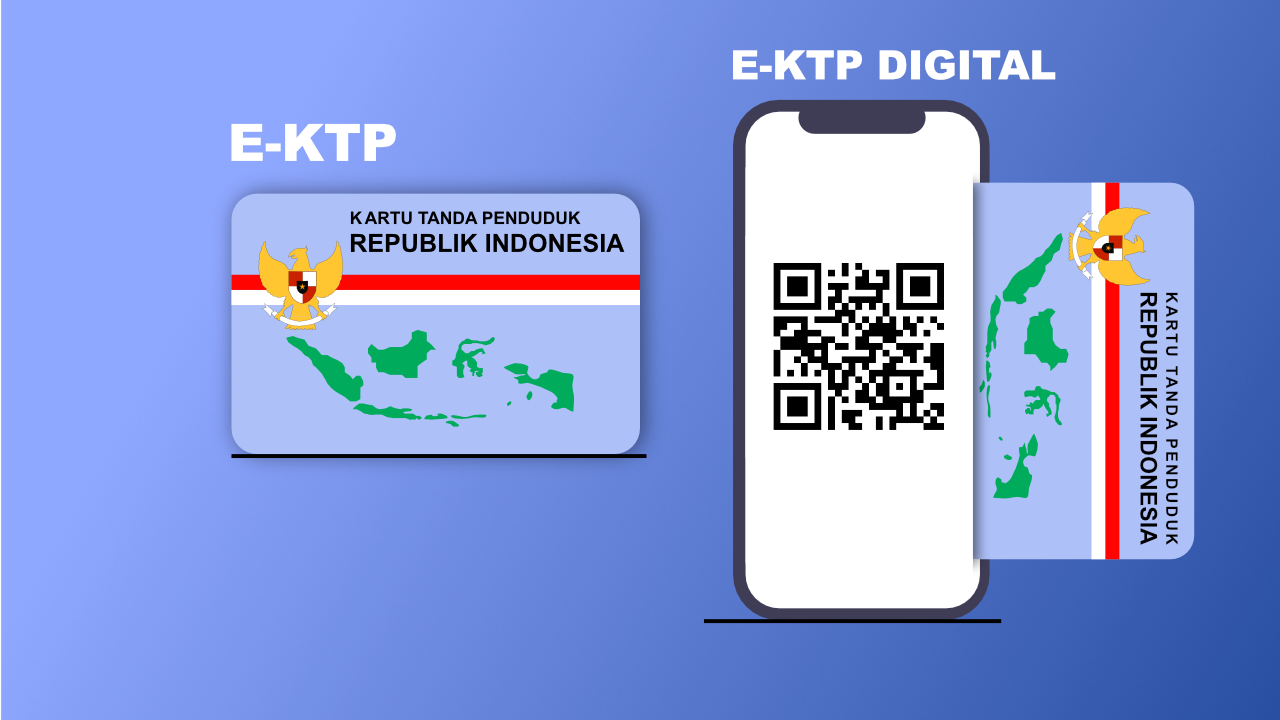 E-KTP
KARTU TANDA PENDUDUK
REPUBLIK INDONESIA
E-KTP DIGITAL
KARTU TANDA PENDUDUK
REPUBLIK INDONESIA